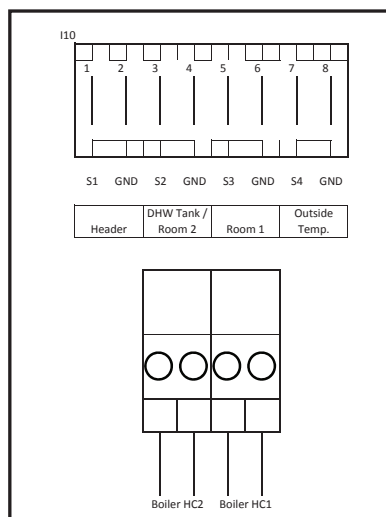 I10
1 2 3 4 5 6 7 8
S1 GND S2 GND S3 GND S4 GND
Header DHW Tank / Room 2 Room 1 Outside Temp.
Boiler HC2 Boiler HC1